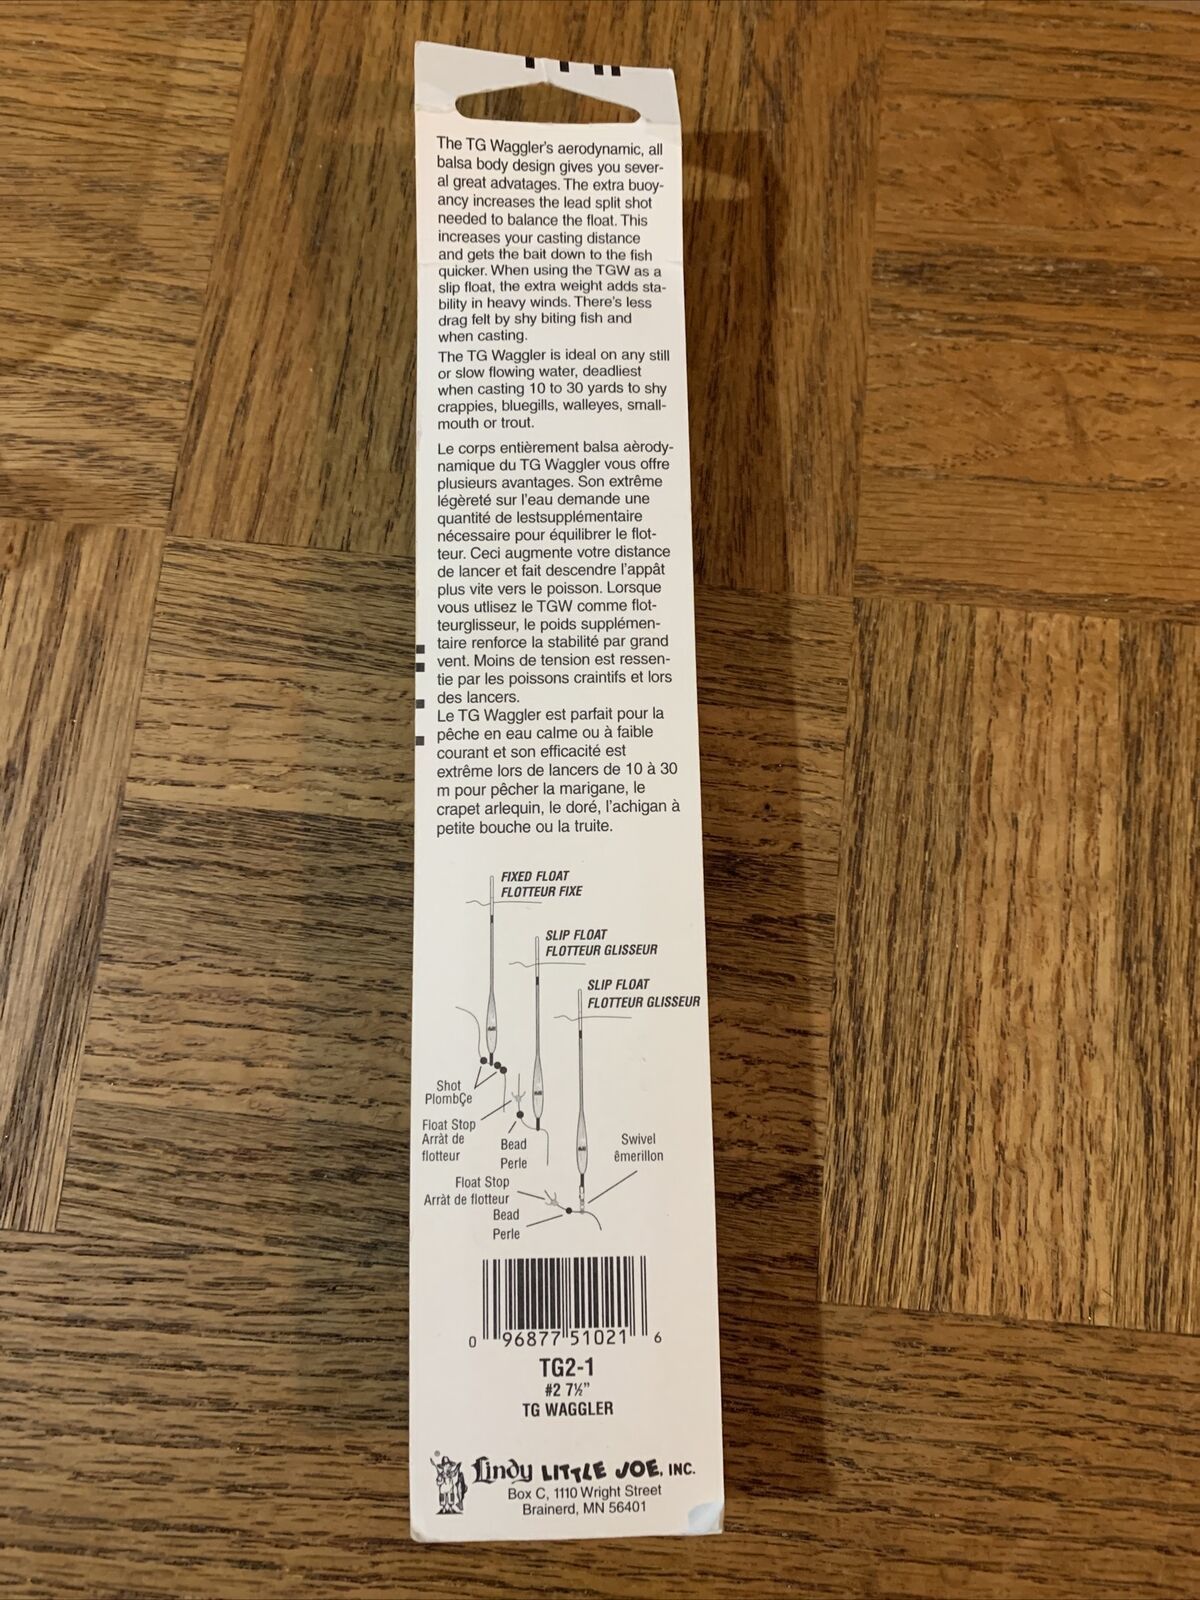 The TG Waggler's aerodynamic, all
balsa body design gives you sever-
al great advatages. The extra buoy-
ancy increases the lead split shot
needed to balance the float. This
increases your casting distance
and gets the bait down to the fish
quicker. When using the TGW as a
slip float, the extra weight adds sta-
bility in heavy winds. There's less
drag felt by shy biting fish and
when casting.
The TG Waggler is ideal on any still
or slow flowing water, deadliest
when casting 10 to 30 yards to shy
crappies, bluegills, walleyes, small-
mouth or trout.
Le corps entièrement balsa aèrody-
namique du TG Waggler vous offre
plusieurs avantages. Son extrême
légèreté sur l'eau demande une
quantité de lestsupplémentaire
nécessaire pour équilibrer le flot-
teur. Ceci augmente votre distance
de lancer et fait descendre l'appât
plus vite vers le poisson. Lorsque
vous utlisez le TGW comme flot-
teurglisseur, le poids supplémen-
taire renforce la stabilité par grand
vent. Moins de tension est ressen-
tie par les poissons craintifs et lors
des lancers.
Le TG Waggler est parfait pour la
pêche en eau calme ou à faible
courant et son efficacité est
extrême lors de lancers de 10 à 30
m pour pêcher la marigane, le
crapet arlequin, le doré, l'achigan à
petite bouche ou la truite.
FIXED FLOAT
FLOTTEUR FIXE
SLIP FLOAT
FLOTTEUR GLISSEUR
SLIP FLOAT
FLOTTEUR GLISSEUR
Shot
PlombÇe
Float Stop
Arràt de
flotteur
Bead
Perle
Swivel
êmerillon
Float Stop
Arràt de flotteur
Bead
Perle
0 96877 51021 6
TG2-1
#2 7½"
TG WAGGLER
Lindy LITTLE JOE, INC.
Box C, 1110 Wright Street
Brainerd, MN 56401